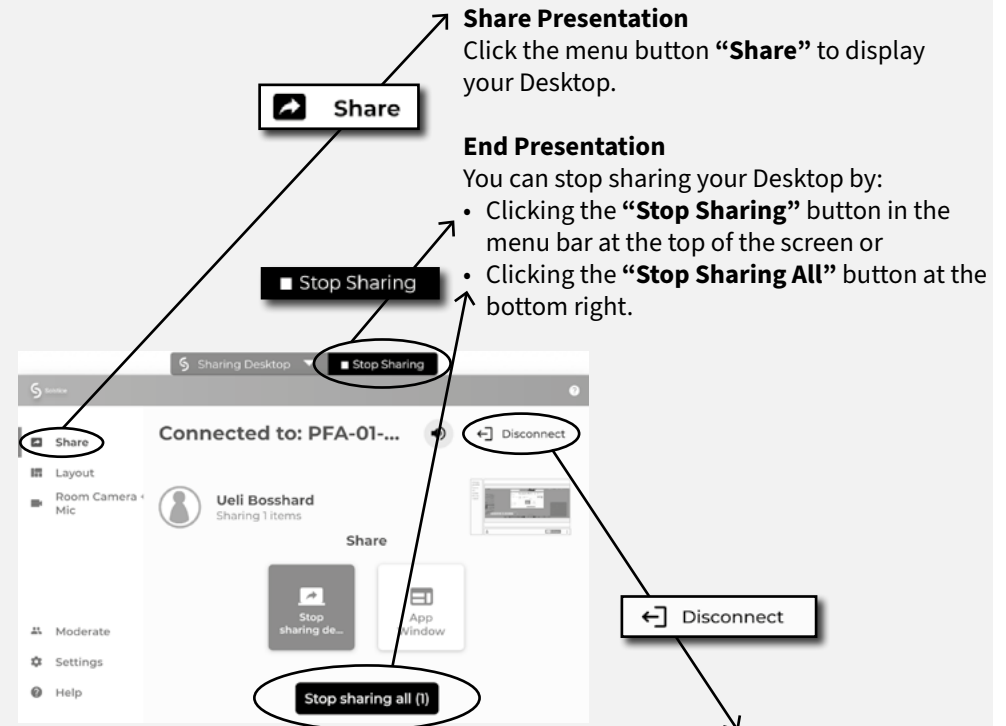 Share Presentation
Click the menu button “Share” to display
your Desktop.
Share
End Presentation
You can stop sharing your Desktop by:
• Clicking the “Stop Sharing” button in the
menu bar at the top of the screen or
• Clicking the “Stop Sharing All” button at the
bottom right.
Stop Sharing
Sharing Desktop
Stop Sharing
Share
Connected to: PFA-01-...
Disconnect
Layout
Room Camera +
Mic
Ueli Bosshard
Sharing 1 items
Share
Stop
sharing de...
App
Window
Disconnect
Moderate
Settings
Help
Stop sharing all (1)